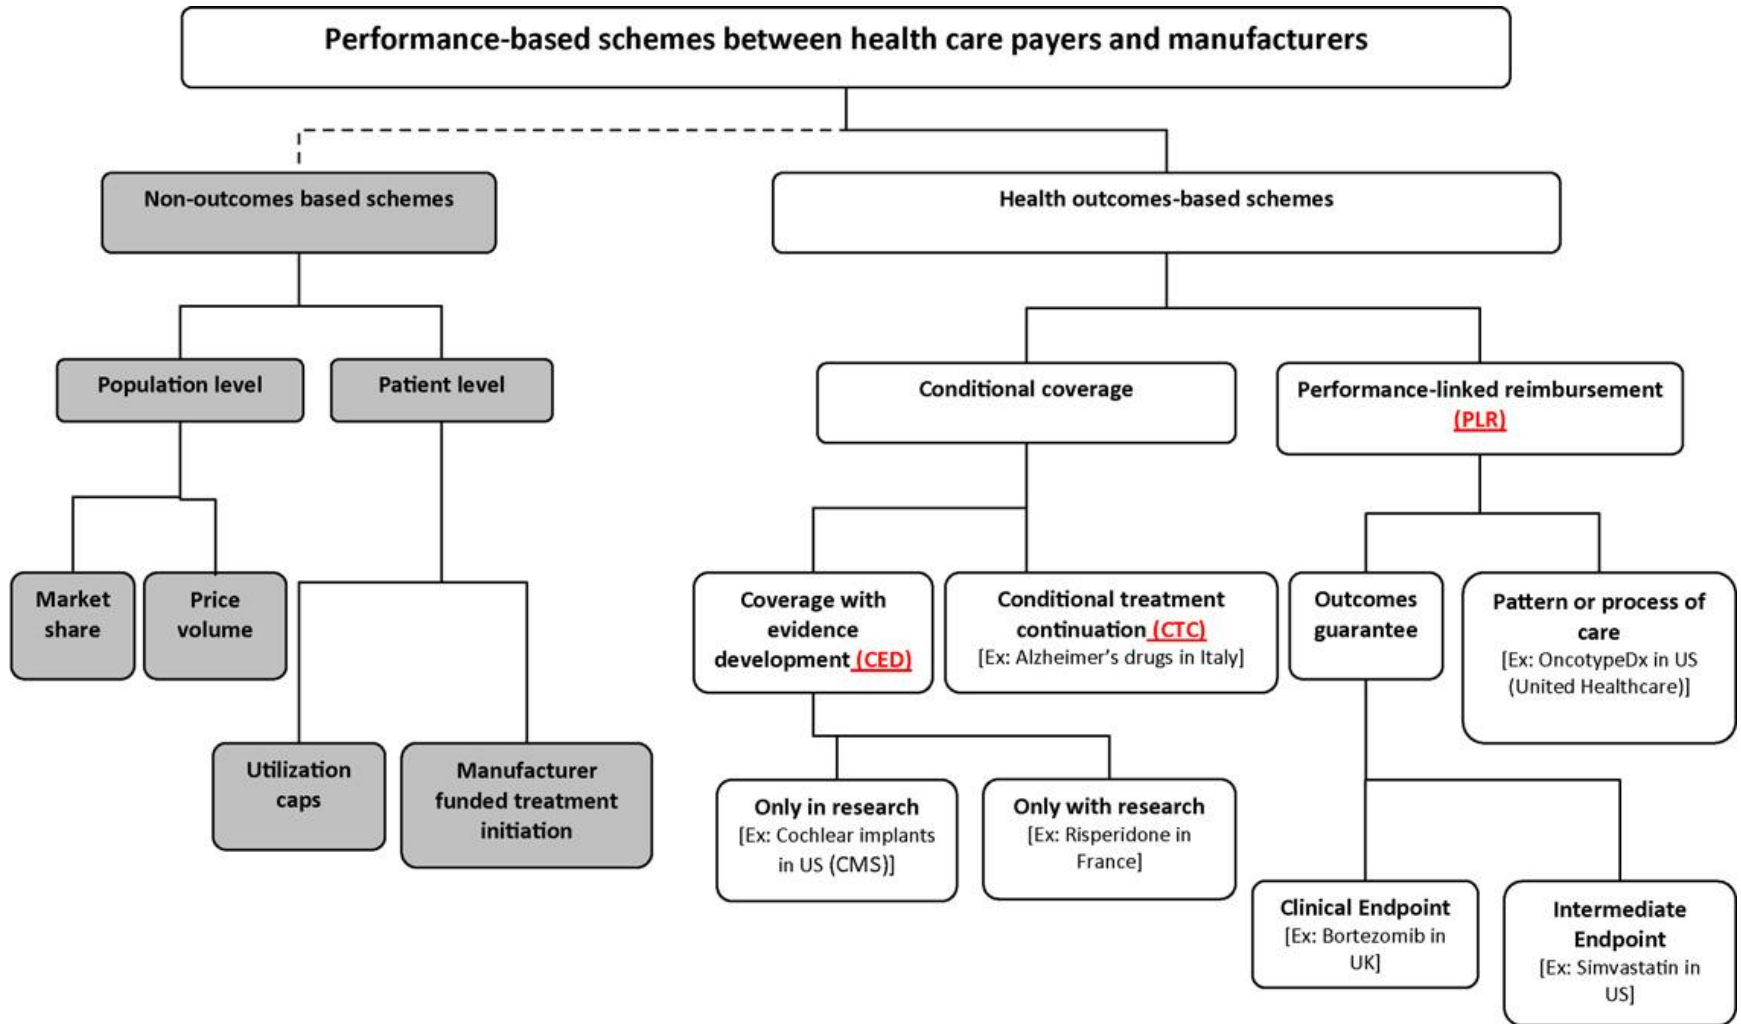 Performance-based schemes between health care payers and manufacturers
Non-outcomes based schemes
Health outcomes-based schemes
Population level
Patient level
Conditional coverage
Performance-linked reimbursement
(PLR)
Market
share
Price
volume
Coverage with
evidence
development (CED)
Conditional treatment
continuation (CTC)
[Ex: Alzheimer's drugs in Italy]
Outcomes
guarantee
Pattern or process of
care
[Ex: OncotypeDx in US
(United Healthcare)]
Utilization
caps
Manufacturer
funded treatment
initiation
Only in research
[Ex: Cochlear implants
in US (CMS)]
Only with research
[Ex: Risperidone in
France]
Clinical Endpoint
[Ex: Bortezomib in
UK]
Intermediate
Endpoint
[Ex: Simvastatin in
US]